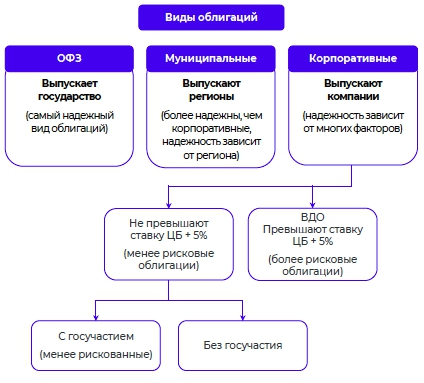 Виды облигаций
ОФЗ
Муниципальные
Корпоративные
Выпускает
государство
(самый надежный
вид облигаций)
Выпускают
регионы
(более надежны, чем
корпоративные,
надежность зависит
от региона)
Выпускают
компании
(надежность зависит
от многих факторов)
Не превышают
ставку ЦБ + 5%
(менее рисковые
облигации)
ВДО
Превышают ставку
ЦБ + 5%
(более рисковые
облигации)
С госучастием
(менее рискованные)
Без госучастия